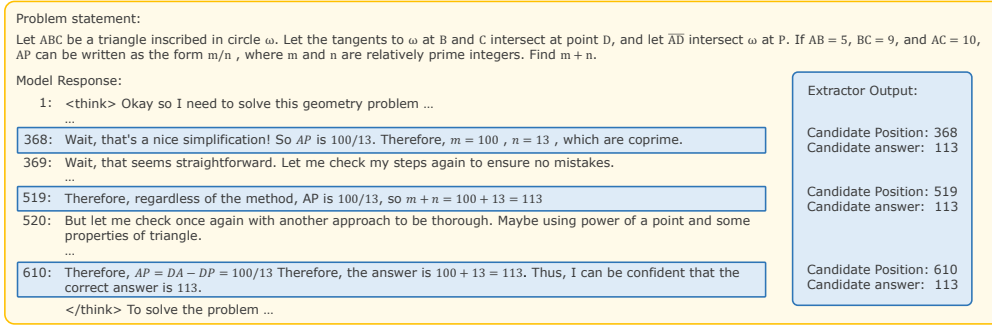 Problem statement:
Let ABC be a triangle inscribed in circle ω. Let the tangents to ω at B and C intersect at point D, and let A̅D̅ intersect ω at P. If AB = 5, BC = 9, and AC = 10,
AP can be written as the form m/n , where m and n are relatively prime integers. Find m + n.
Model Response:
1: <think> Okay so I need to solve this geometry problem …
…
368: Wait, that's a nice simplification! So AP is 100/13. Therefore, m = 100 , n = 13 , which are coprime.
369: Wait, that seems straightforward. Let me check my steps again to ensure no mistakes.
…
519: Therefore, regardless of the method, AP is 100/13, so m + n = 100 + 13 = 113
520: But let me check once again with another approach to be thorough. Maybe using power of a point and some
properties of triangle.
…
610: Therefore, AP = DA − DP = 100/13 Therefore, the answer is 100 + 13 = 113. Thus, I can be confident that the
correct answer is 113.
</think> To solve the problem …
Extractor Output:
Candidate Position: 368
Candidate answer: 113
Candidate Position: 519
Candidate answer: 113
Candidate Position: 610
Candidate answer: 113